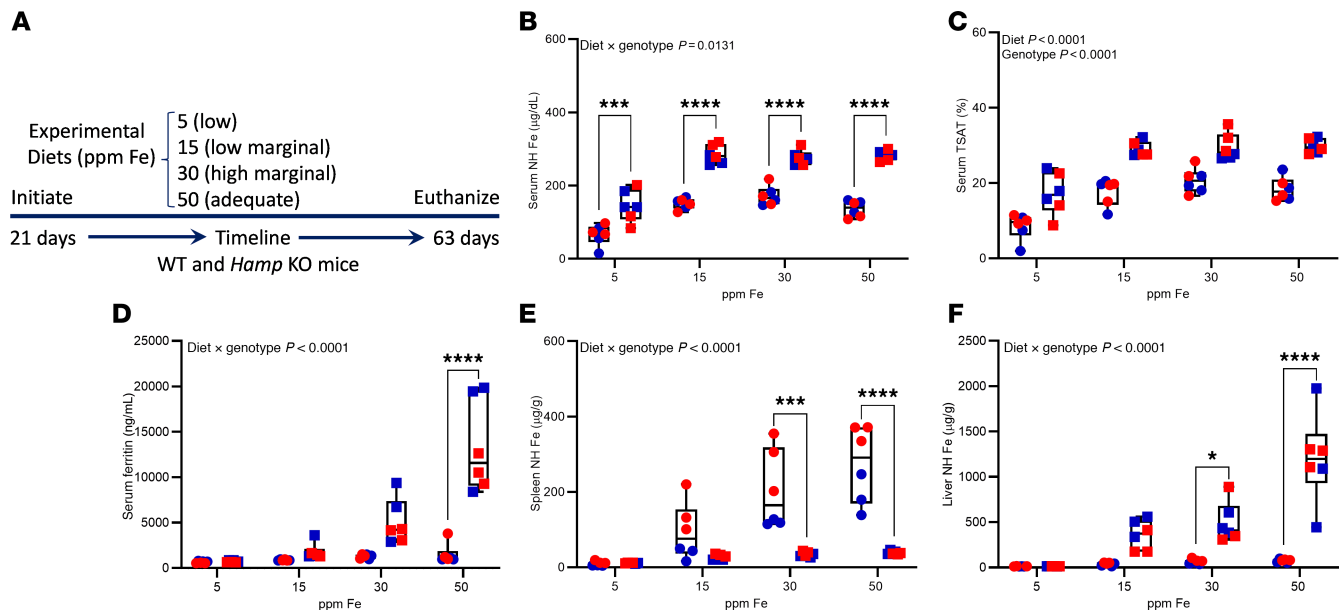 A
Experimental
Diets (ppm Fe)
5 (low)
15 (low marginal)
30 (high marginal)
50 (adequate)
Initiate
Euthanize
21 days
Timeline
63 days
WT and Hamp KO mice
B
Diet × genotype P = 0.0131
Serum NH Fe (µg/dL)
600
400
200
0
***
****
****
****
5
15
30
50
ppm Fe
C
Diet P < 0.0001
Genotype P < 0.0001
Serum TSAT (%)
60
40
20
0
5
15
30
50
ppm Fe
D
Diet × genotype P < 0.0001
Serum ferritin (ng/mL)
25000
20000
15000
10000
5000
0
****
5
15
30
50
ppm Fe
E
Diet × genotype P < 0.0001
Spleen NH Fe (µg/g)
600
400
200
0
***
****
5
15
30
50
ppm Fe
F
Diet × genotype P < 0.0001
Liver NH Fe (µg/g)
2500
2000
1500
1000
500
0
*
****
5
15
30
50
ppm Fe